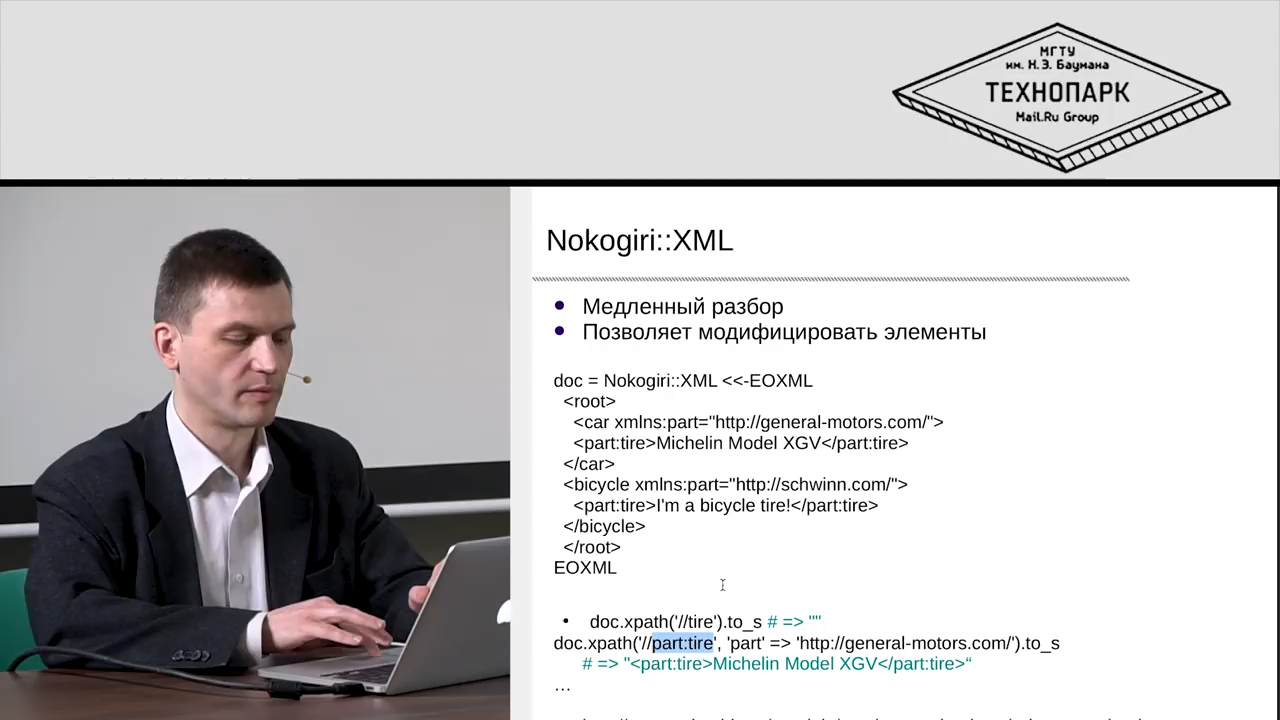 МГТУ
им. Н.Э. Баумана
ТЕХНОПАРК
Mail.Ru Group
Nokogiri::XML
• Медленный разбор
• Позволяет модифицировать элементы
doc = Nokogiri::XML <<-EOXML
<root>
<car xmlns:part="http://general-motors.com/">
<part:tire>Michelin Model XGV</part:tire>
</car>
<bicycle xmlns:part="http://schwinn.com/">
<part:tire>I'm a bicycle tire!</part:tire>
</bicycle>
</root>
EOXML
• doc.xpath('//tire').to_s # => ""
doc.xpath('//part:tire', 'part' => 'http://general-motors.com/').to_s
# => "<part:tire>Michelin Model XGV</part:tire>“
...